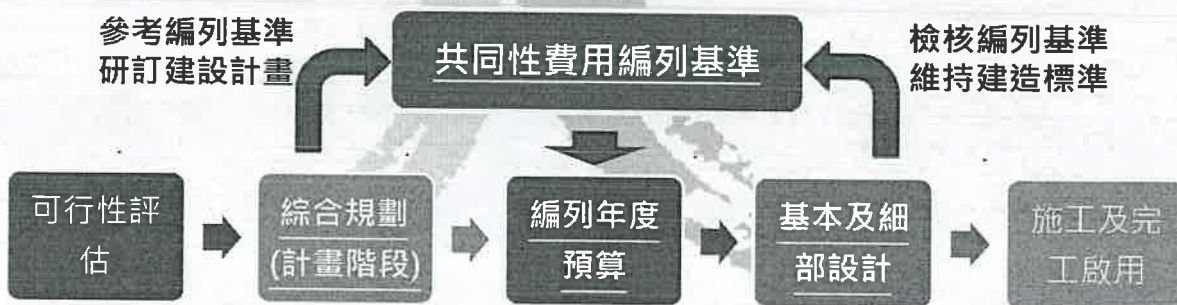 參考編列基準
研訂建設計畫
共同性費用編列基準
檢核編列基準
維持建造標準
可行性評
估
綜合規劃
(計畫階段)
編列年度
預算
基本及細
部設計
施工及完
工啟用